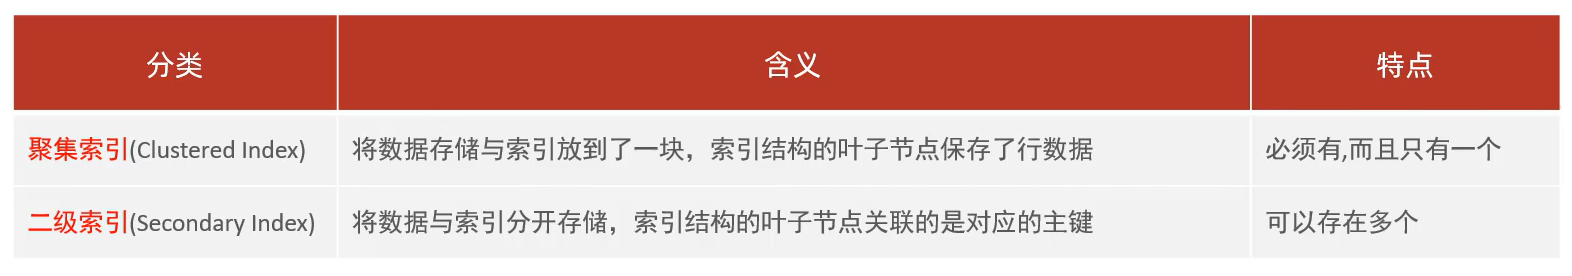 分类 含义 特点
聚集索引(Clustered Index) 将数据存储与索引放到了一块，索引结构的叶子节点保存了行数据 必须有,而且只有一个
二级索引(Secondary Index) 将数据与索引分开存储，索引结构的叶子节点关联的是对应的主键 可以存在多个